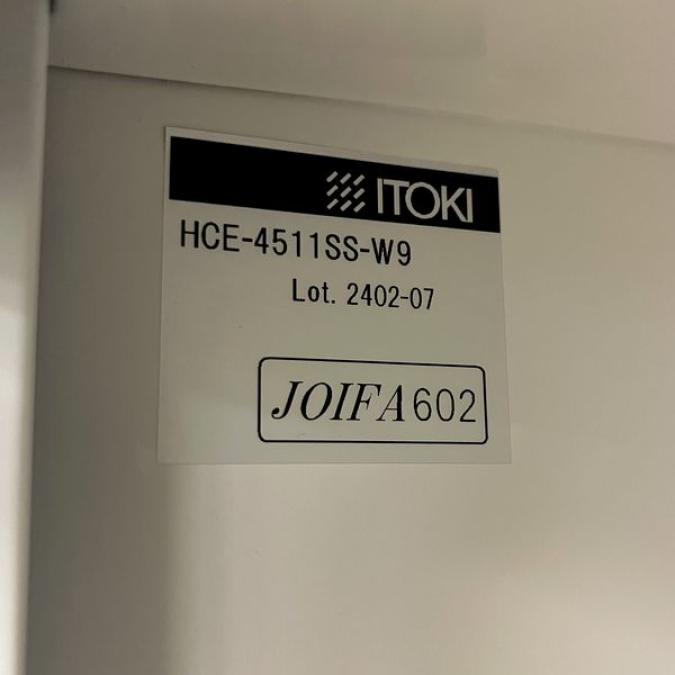 ITOKI
HCE-4511SS-W9
Lot. 2402-07
JOIFA602